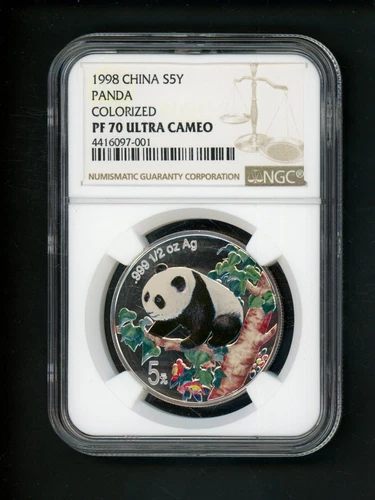 1998 CHINA S5Y
PANDA
COLORIZED
PF 70 ULTRA CAMEO
4416097-001
NUMISMATIC GUARANTY CORPORATION
NGC®
.999 1/2 oz Ag
5元